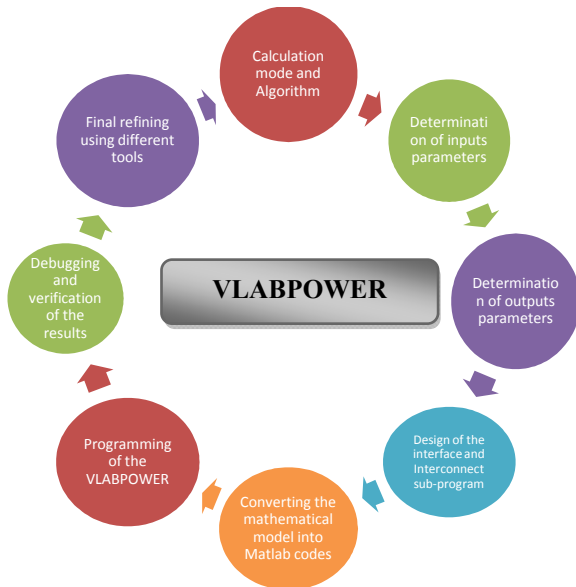 Calculation
mode and
Algorithm
Determinati
on of inputs
parameters
Determinatio
n of outputs
parameters
Design of the
interface and
Interconnect
sub-program
Converting the
mathematical
model into
Matlab codes
Programming
of the
VLABPOWER
Debugging
and
verification
of the
results
Final refining
using different
tools
VLABPOWER